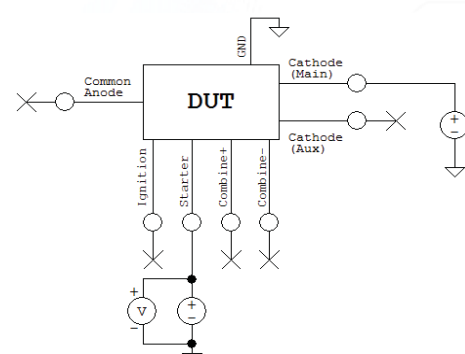 GND
Cathode
(Main)
Common
Anode
DUT
+
-
Cathode
(Aux)
Ignition
Starter
Combine+
Combine-
+
V
-
+
-